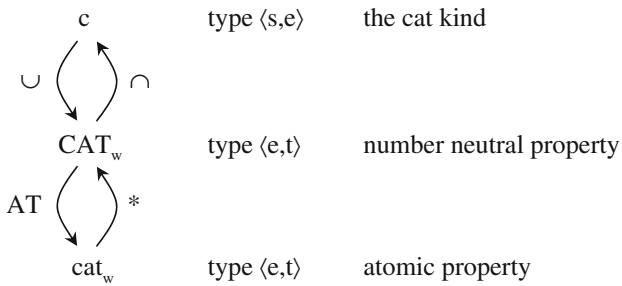 c type ⟨s,e⟩ the cat kind
∪ ∩
CAT_w type ⟨e,t⟩ number neutral property
AT *
cat_w type ⟨e,t⟩ atomic property